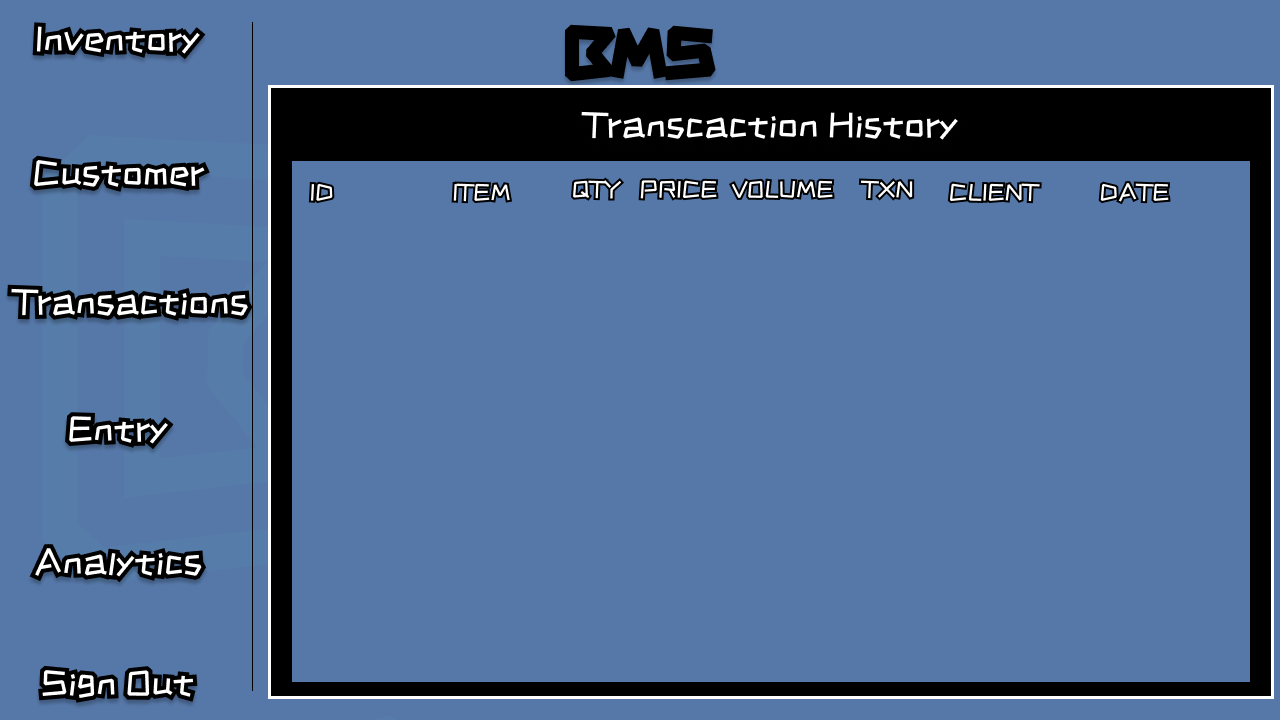 Inventory
BMS
Transcaction History
Customer
ID ITEM QTY PRICE VOLUME TXN CLIENT DATE
Transactions
Entry
Analytics
Sign Out